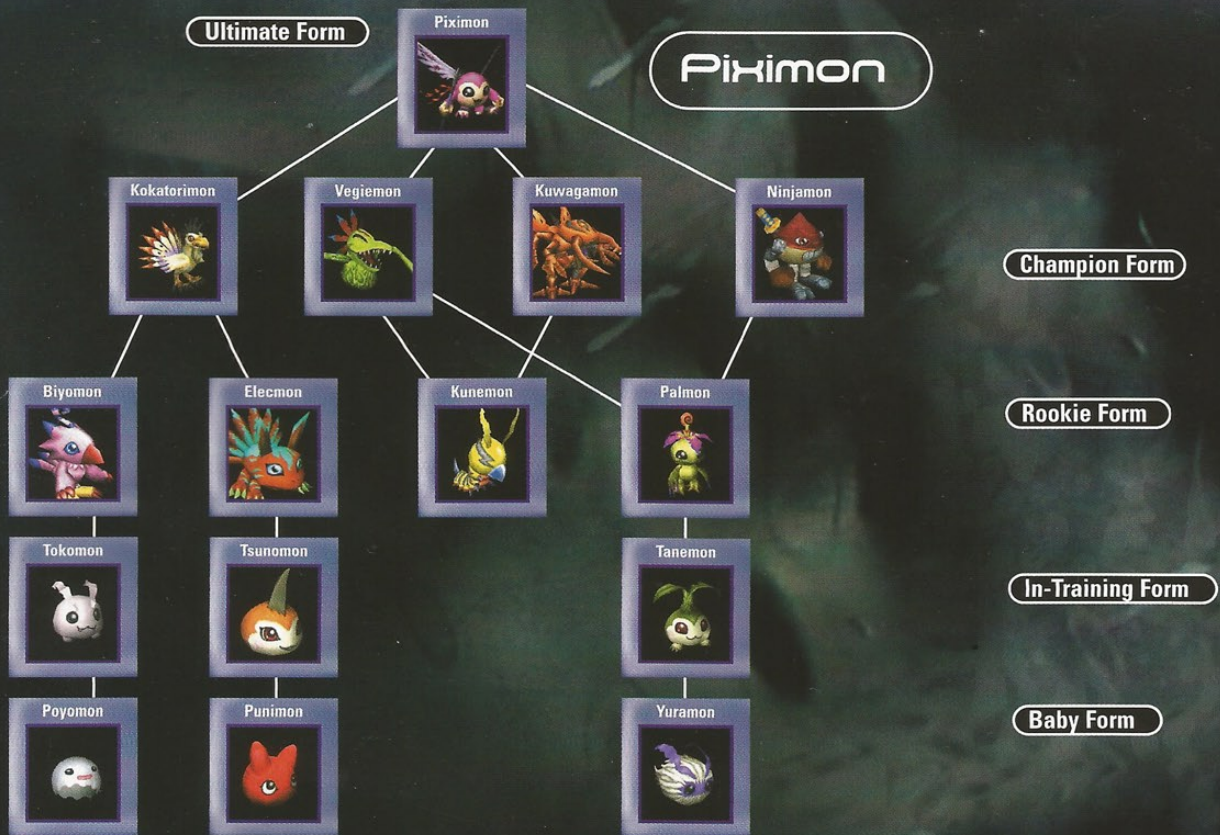 Ultimate Form
Piximon
Piximon
Kokatorimon
Vegiemon
Kuwagamon
Ninjamon
Champion Form
Biyomon
Elecmon
Kunemon
Palmon
Rookie Form
Tokomon
Tsunomon
Tanemon
In-Training Form
Poyomon
Punimon
Yuramon
Baby Form